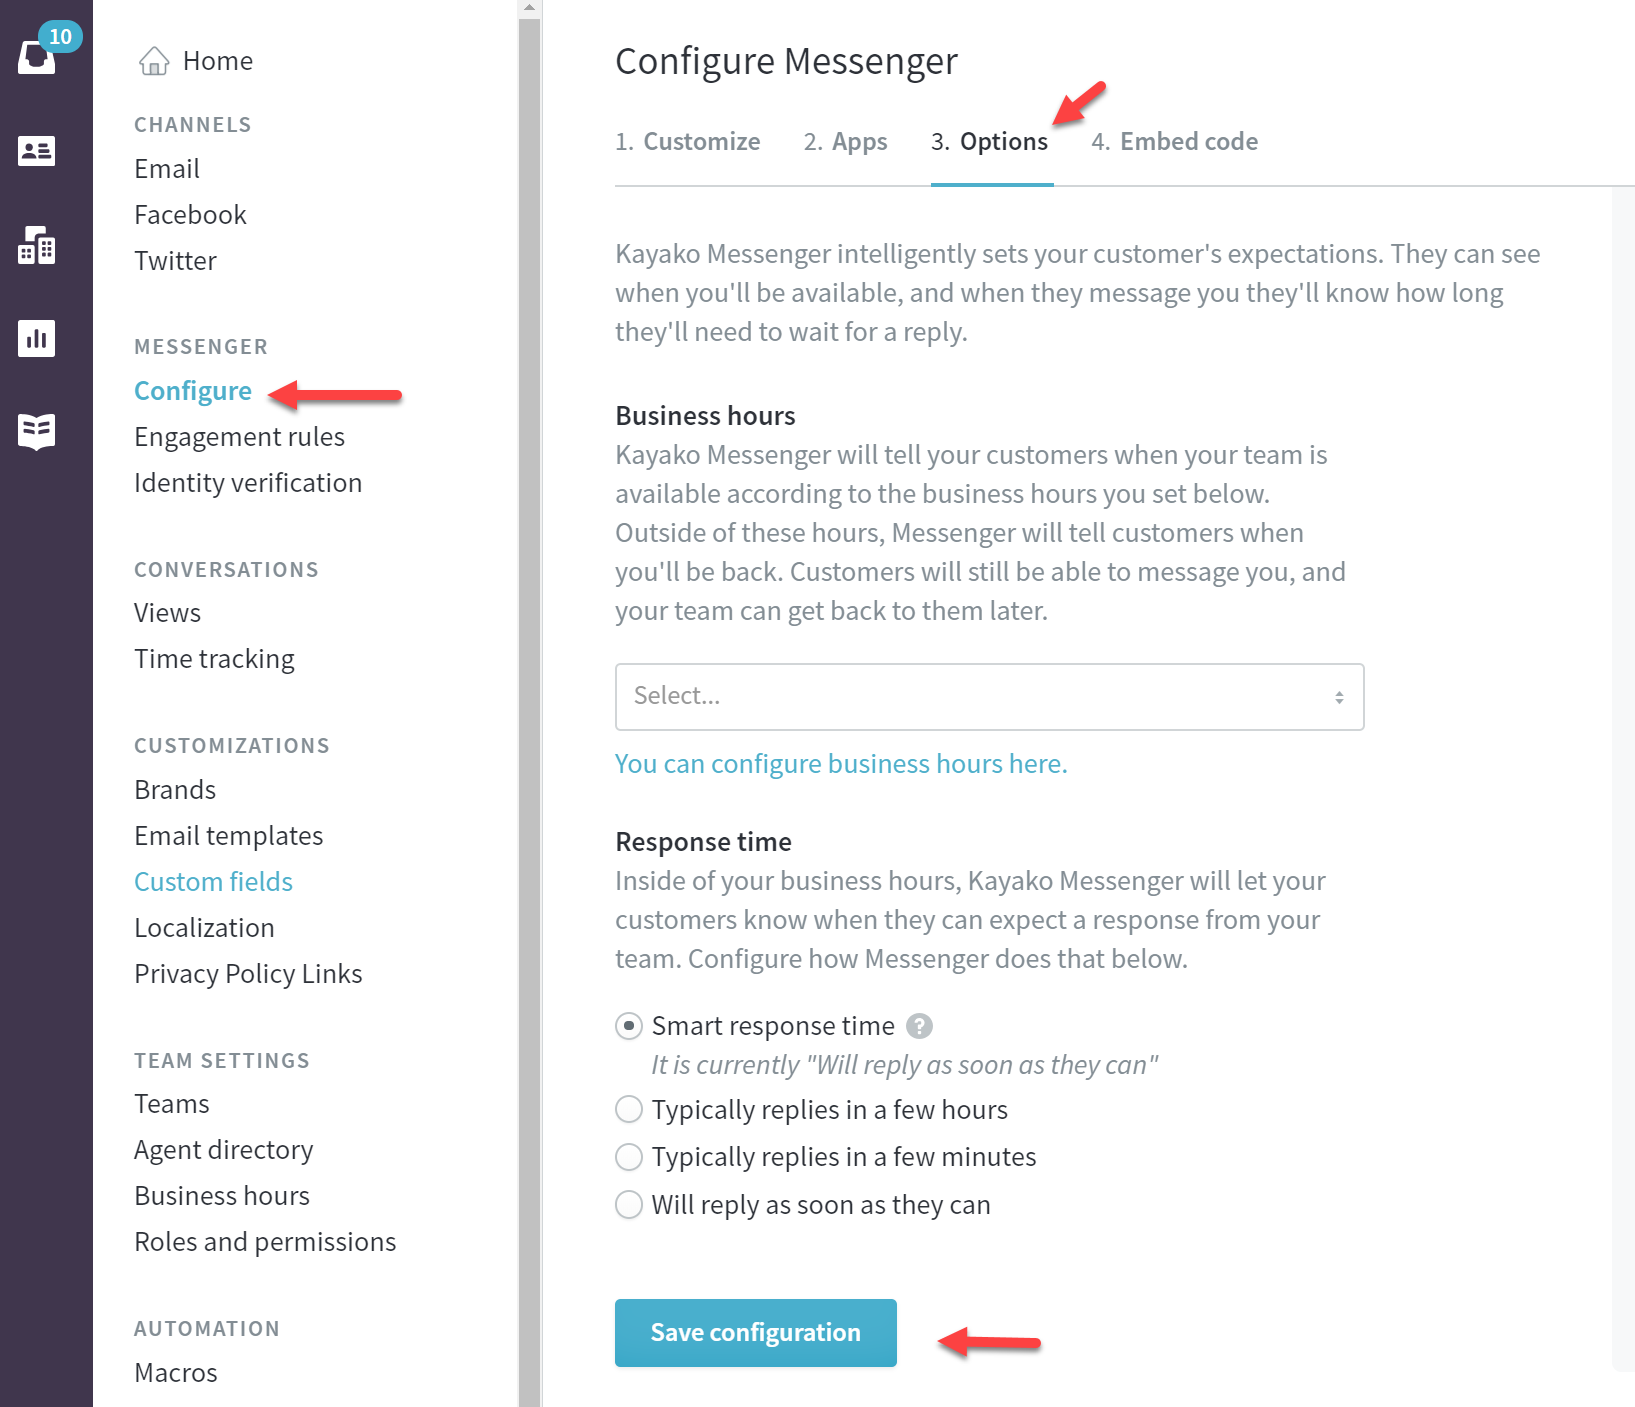 10
Home
CHANNELS
Email
Facebook
Twitter
MESSENGER
Configure
Engagement rules
Identity verification
CONVERSATIONS
Views
Time tracking
CUSTOMIZATIONS
Brands
Email templates
Custom fields
Localization
Privacy Policy Links
TEAM SETTINGS
Teams
Agent directory
Business hours
Roles and permissions
AUTOMATION
Macros
Configure Messenger
1. Customize 2. Apps 3. Options 4. Embed code
Kayako Messenger intelligently sets your customer's expectations. They can see
when you'll be available, and when they message you they'll know how long
they'll need to wait for a reply.
Business hours
Kayako Messenger will tell your customers when your team is
available according to the business hours you set below.
Outside of these hours, Messenger will tell customers when
you'll be back. Customers will still be able to message you, and
your team can get back to them later.
Select...
You can configure business hours here.
Response time
Inside of your business hours, Kayako Messenger will let your
customers know when they can expect a response from your
team. Configure how Messenger does that below.
Smart response time ?
It is currently "Will reply as soon as they can"
Typically replies in a few hours
Typically replies in a few minutes
Will reply as soon as they can
Save configuration